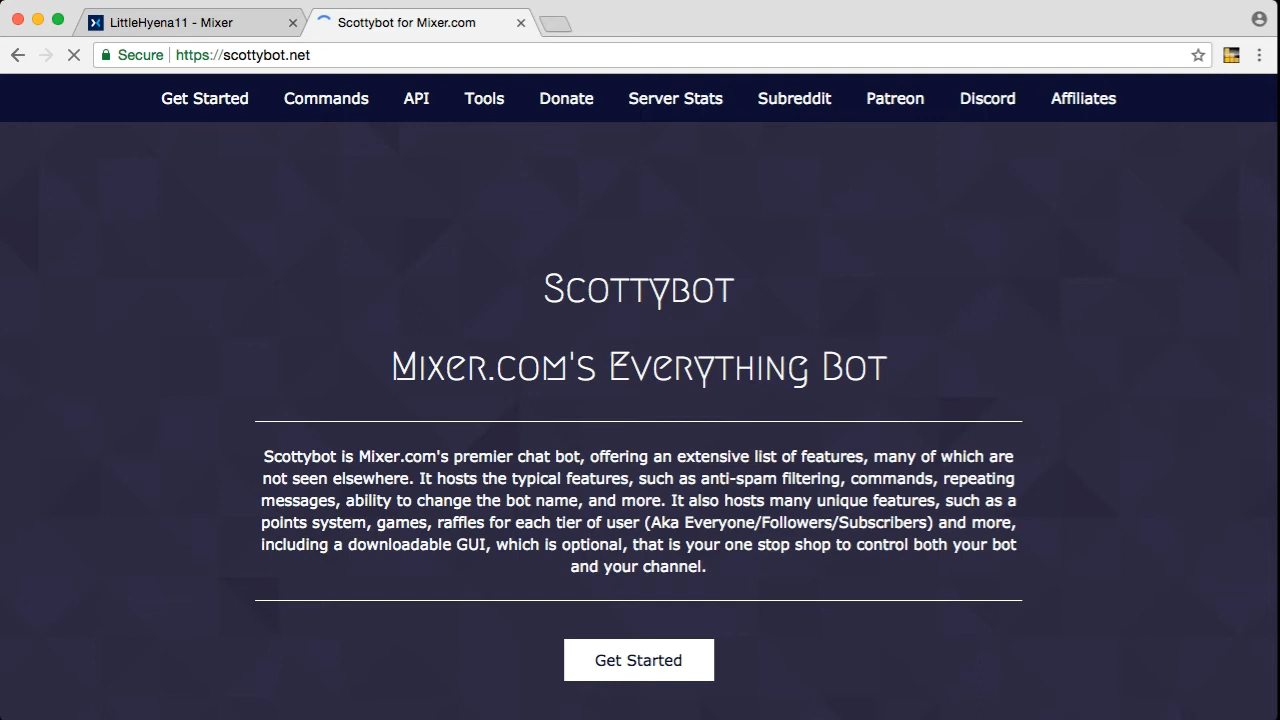 LittleHyena11 - Mixer
Scottybot for Mixer.com
Secure
https://scottybot.net
Get Started
Commands
API
Tools
Donate
Server Stats
Subreddit
Patreon
Discord
Affiliates
Scottybot
Mixer.com's Everything Bot
Scottybot is Mixer.com's premier chat bot, offering an extensive list of features, many of which are
not seen elsewhere. It hosts the typical features, such as anti-spam filtering, commands, repeating
messages, ability to change the bot name, and more. It also hosts many unique features, such as a
points system, games, raffles for each tier of user (Aka Everyone/Followers/Subscribers) and more,
including a downloadable GUI, which is optional, that is your one stop shop to control both your bot
and your channel.
Get Started